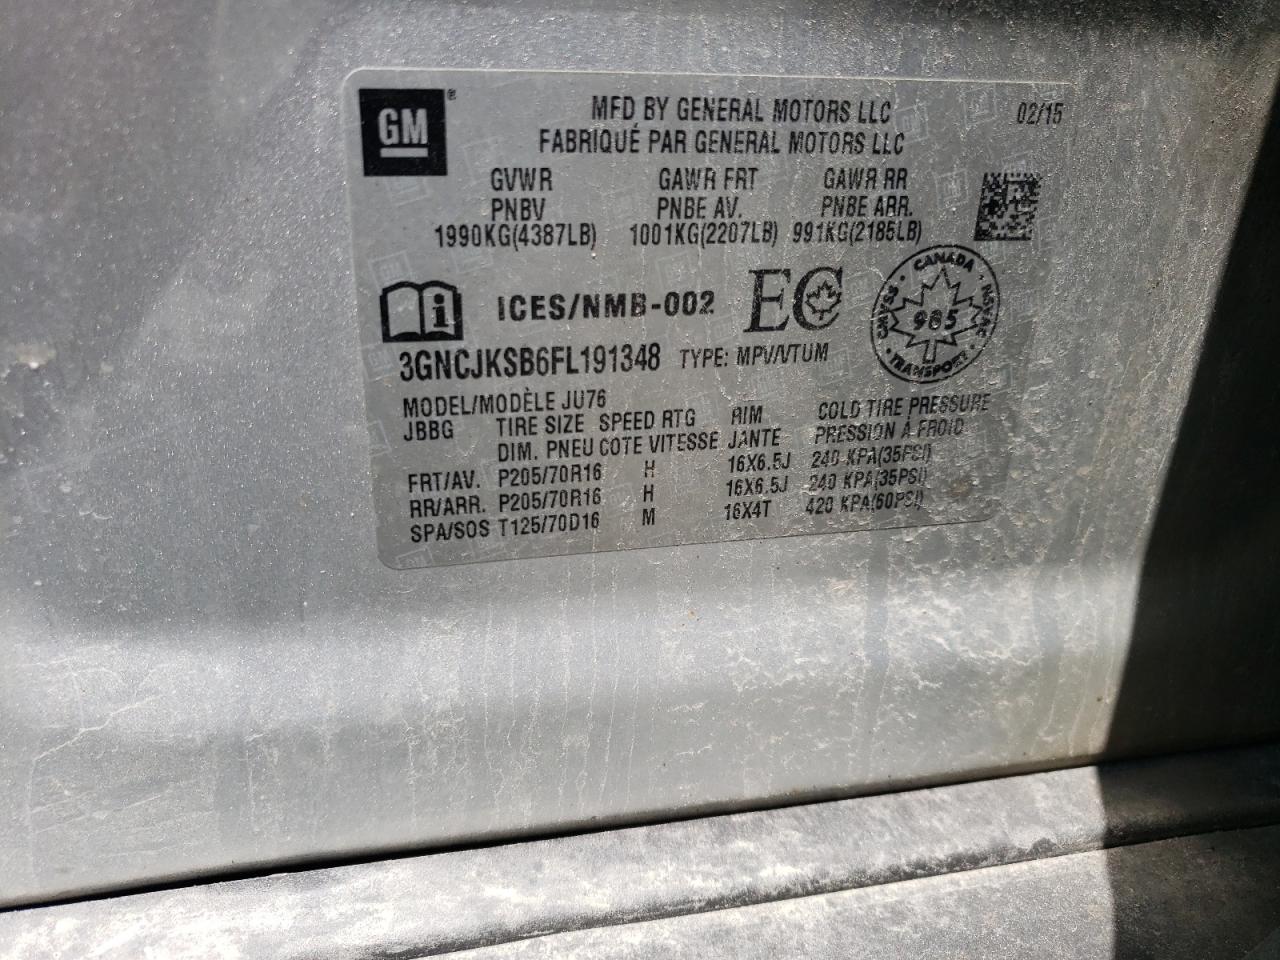 GM ®
MFD BY GENERAL MOTORS LLC 02/15
FABRIQUÉ PAR GENERAL MOTORS LLC
GVWR GAWR FRT GAWR RR
PNBV PNBE AV. PNBE ARR.
1990KG(4387LB) 1001KG(2207LB) 991KG(2185LB)
i ICES/NMB-002 EC
CANADA
CMVSS 985 NSVAC
TRANSPORT
3GNCJKSB6FL191348 TYPE: MPV/VTUM
MODEL/MODÈLE JU76
JBBG TIRE SIZE SPEED RTG RIM COLD TIRE PRESSURE
DIM. PNEU COTE VITESSE JANTE PRESSION À FROID
FRT/AV. P205/70R16 H 16X6.5J 240 KPA(35PSI)
RR/ARR. P205/70R16 H 16X6.5J 240 KPA(35PSI)
SPA/SOS T125/70D16 M 16X4T 420 KPA(60PSI)